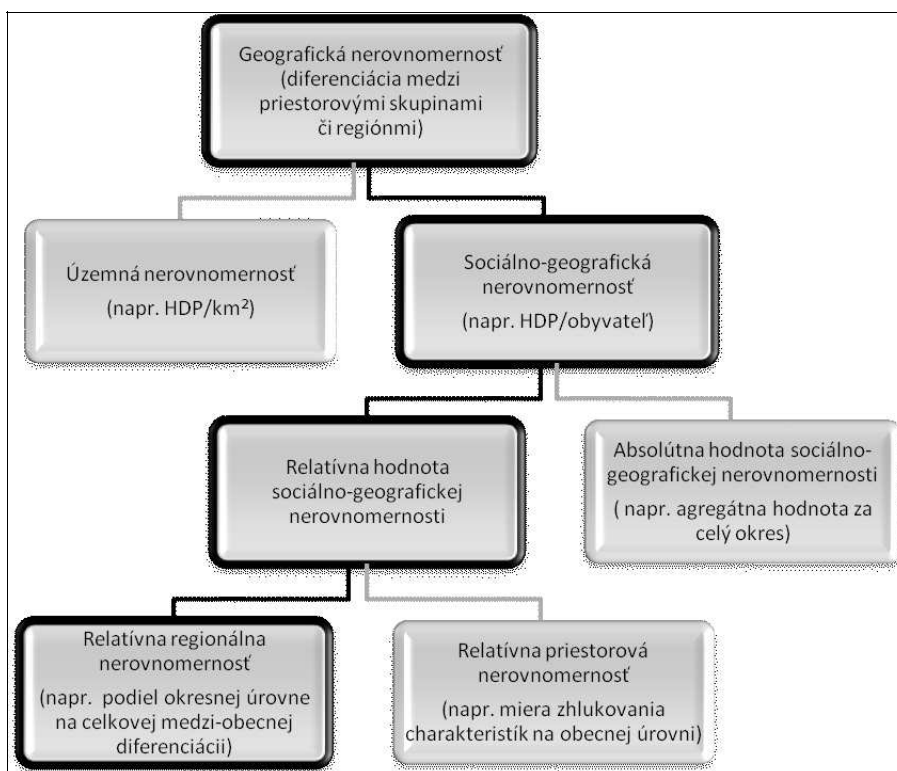 Geografická nerovnomernosť
(diferenciácia medzi
priestorovými skupinami
či regiónmi)
Územná nerovnomernosť
(napr. HDP/km²)
Sociálno-geografická
nerovnomernosť
(napr. HDP/obyvateľ)
Relatívna hodnota
sociálno-geografickej
nerovnomernosti
Absolútna hodnota sociálno-
geografickej nerovnomernosti
( napr. agregátna hodnota za
celý okres)
Relatívna regionálna
nerovnomernosť
(napr. podiel okresnej úrovne
na celkovej medzi-obecnej
diferenciácii)
Relatívna priestorová
nerovnomernosť
(napr. miera zhlukovania
charakteristík na obecnej úrovni)